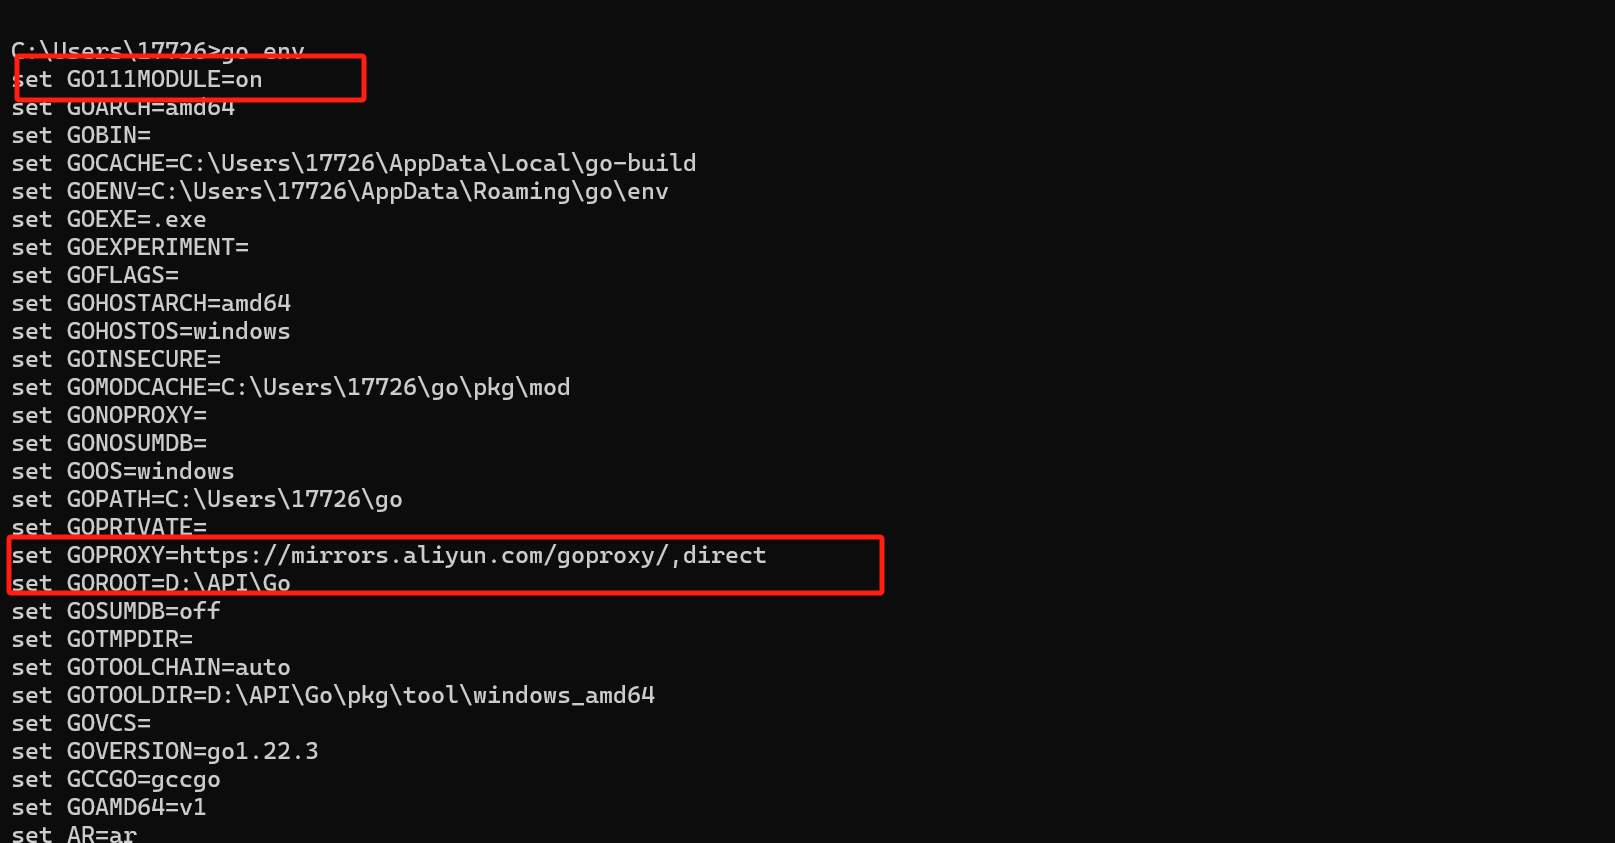 C:\Users\17726>go env
set GO111MODULE=on
set GOARCH=amd64
set GOBIN=
set GOCACHE=C:\Users\17726\AppData\Local\go-build
set GOENV=C:\Users\17726\AppData\Roaming\go\env
set GOEXE=.exe
set GOEXPERIMENT=
set GOFLAGS=
set GOHOSTARCH=amd64
set GOHOSTOS=windows
set GOINSECURE=
set GOMODCACHE=C:\Users\17726\go\pkg\mod
set GONOPROXY=
set GONOSUMDB=
set GOOS=windows
set GOPATH=C:\Users\17726\go
set GOPRIVATE=
set GOPROXY=https://mirrors.aliyun.com/goproxy/,direct
set GOROOT=D:\API\Go
set GOSUMDB=off
set GOTMPDIR=
set GOTOOLCHAIN=auto
set GOTOOLDIR=D:\API\Go\pkg\tool\windows_amd64
set GOVCS=
set GOVERSION=go1.22.3
set GCCGO=gccgo
set GOAMD64=v1
set AR=ar